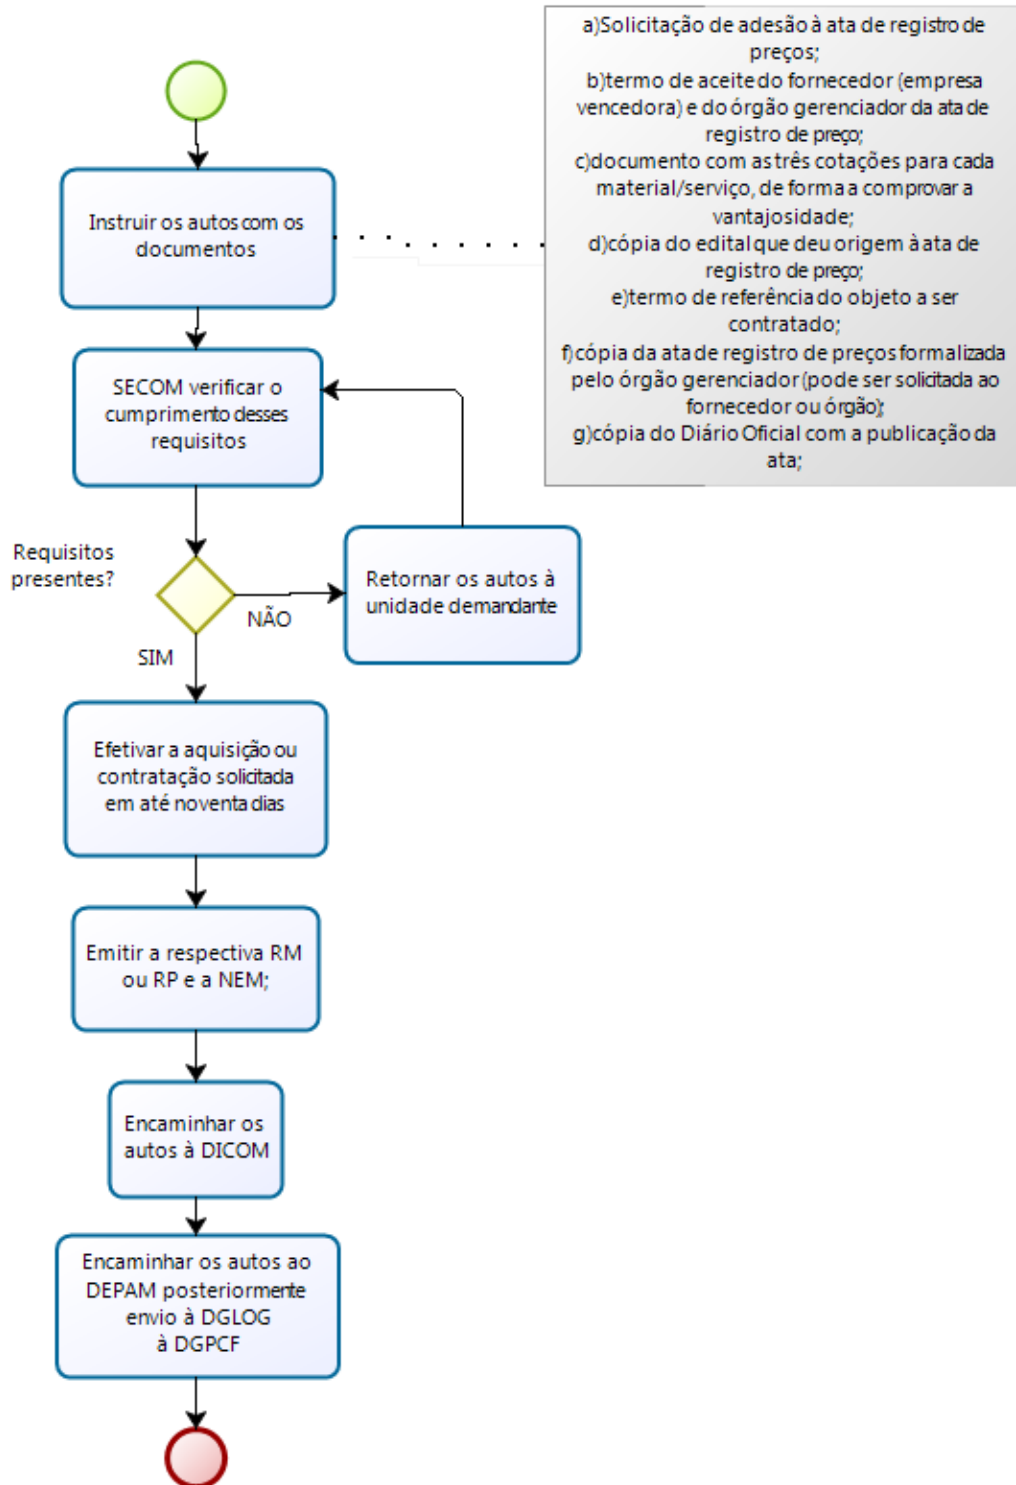 a)Solicitação de adesão à ata de registro de
preços;
b)termo de aceite do fornecedor (empresa
vencedora) e do órgão gerenciador da ata de
registro de preço;
c)documento com as três cotações para cada
material/serviço, de forma a comprovar a
vantajosidade;
d)cópia do edital que deu origem à ata de
registro de preço;
e)termo de referência do objeto a ser
contratado;
f)cópia da ata de registro de preços formalizada
pelo órgão gerenciador (pode ser solicitada ao
fornecedor ou órgão);
g)cópia do Diário Oficial com a publicação da
ata;
Instruir os autos com os
documentos
SECOM verificar o
cumprimento desses
requisitos
Requisitos
presentes?
NÃO
Retornar os autos à
unidade demandante
SIM
Efetivar a aquisição ou
contratação solicitada
em até noventa dias
Emitir a respectiva RM
ou RP e a NEM;
Encaminhar os
autos à DICOM
Encaminhar os autos ao
DEPAM posteriormente
envio à DGLOG
à DGPCF